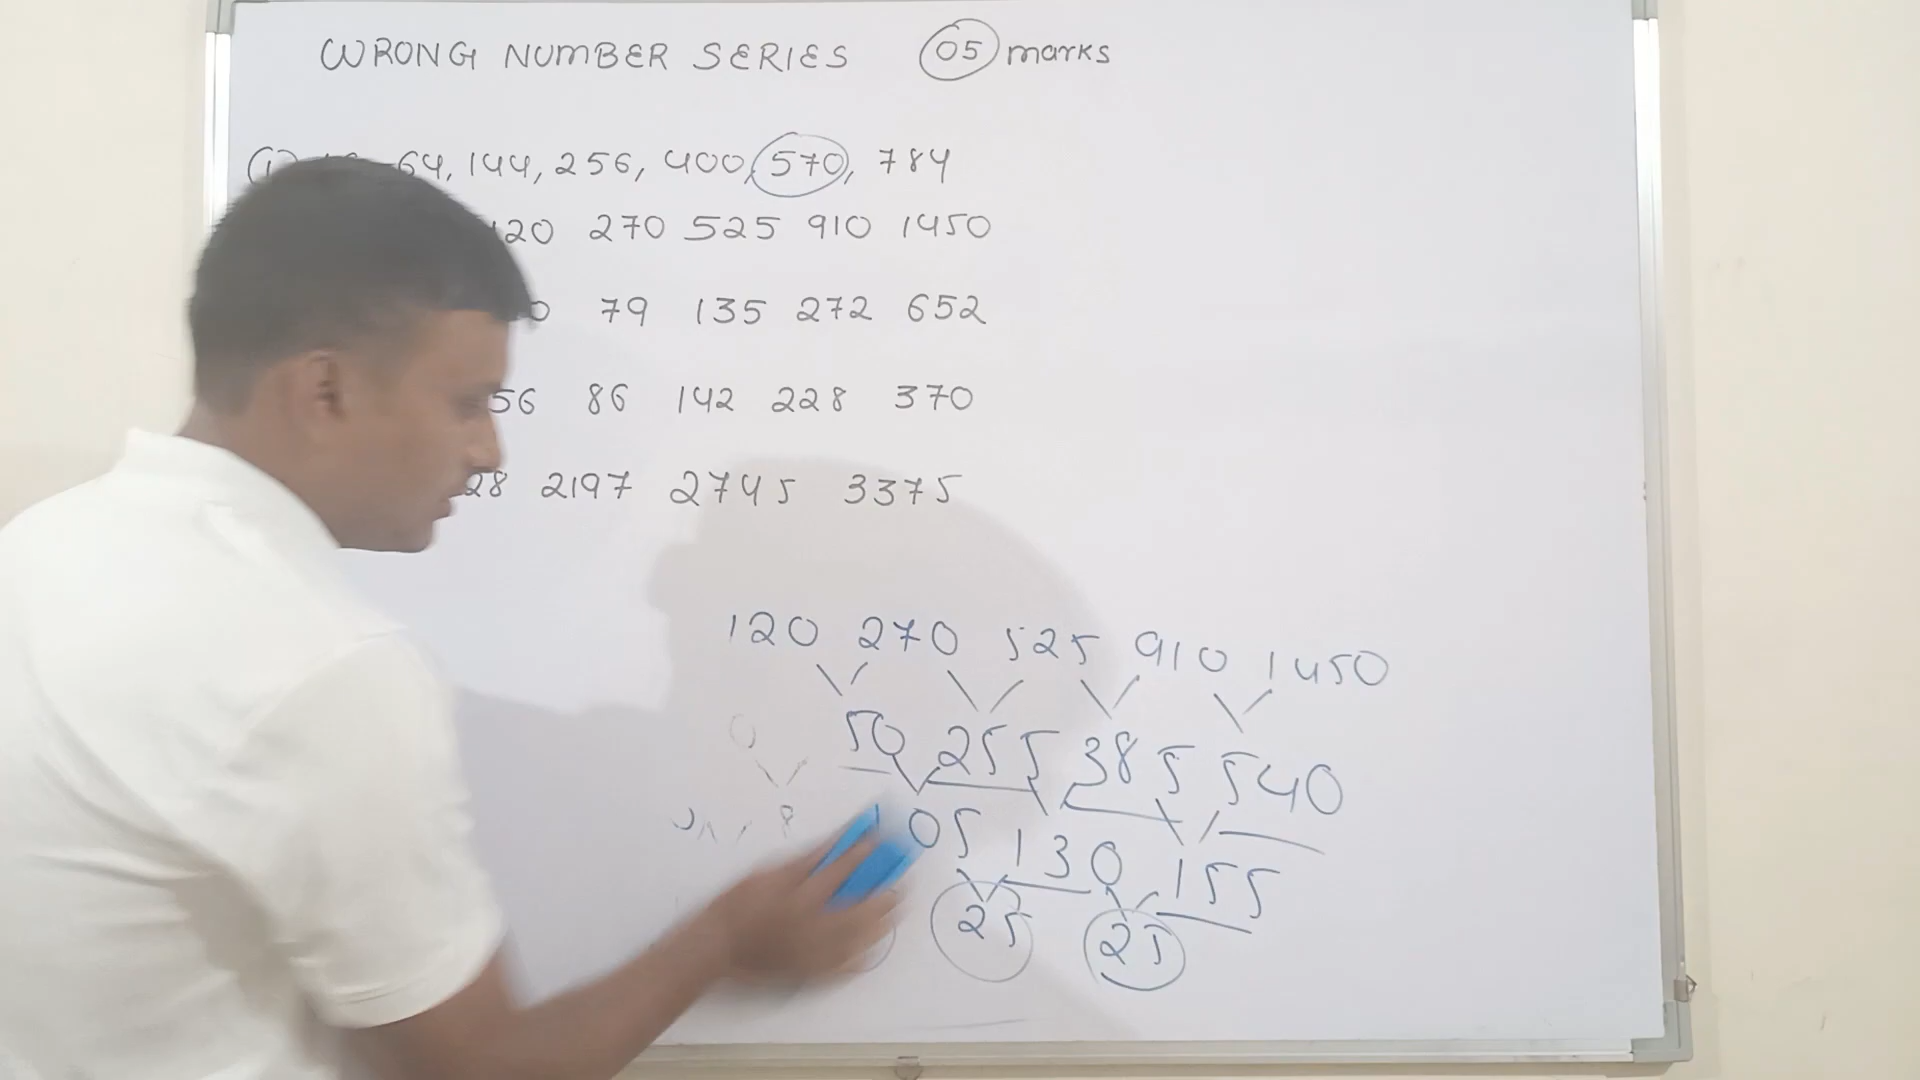 WRONG NUMBER SERIES 05 marks
64, 144, 256, 400, 570, 784
120 270 525 910 1450
79 135 272 652
56 86 142 228 370
28 2197 2745 3375
120 270 525 910 1450
50 255 385 540
105 130 155
25 25